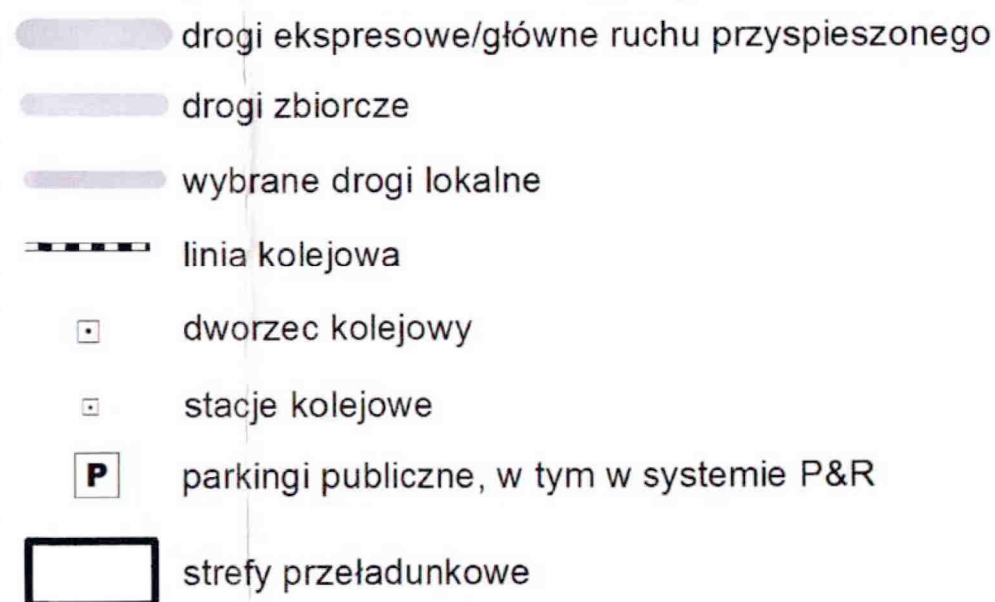 drogi ekspresowe/główne ruchu przyspieszonego
drogi zbiorcze
wybrane drogi lokalne
linia kolejowa
dworzec kolejowy
stacje kolejowe
P parkingi publiczne, w tym w systemie P&R
strefy przeładunkowe